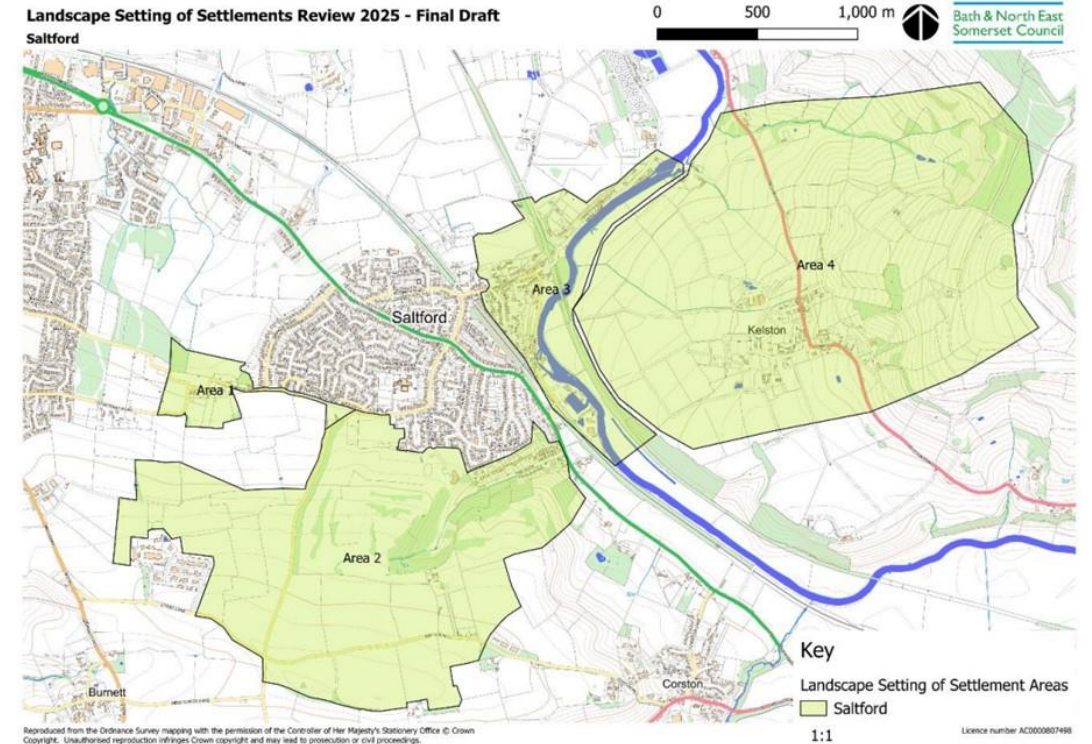 Landscape Setting of Settlements Review 2025 - Final Draft
Saltford
0 500 1,000 m
Bath & North East
Somerset Council
Area 4
Area 3
Saltford
Kelston
Area 1
Area 2
Burnett
Corston
Key
Landscape Setting of Settlement Areas
Saltford
1:1
Reproduced from the Ordnance Survey mapping with the permission of the Controller of Her Majesty's Stationery Office © Crown
Copyright. Unauthorised reproduction infringes Crown copyright and may lead to prosecution or civil proceedings.
Licence number AC0000807498